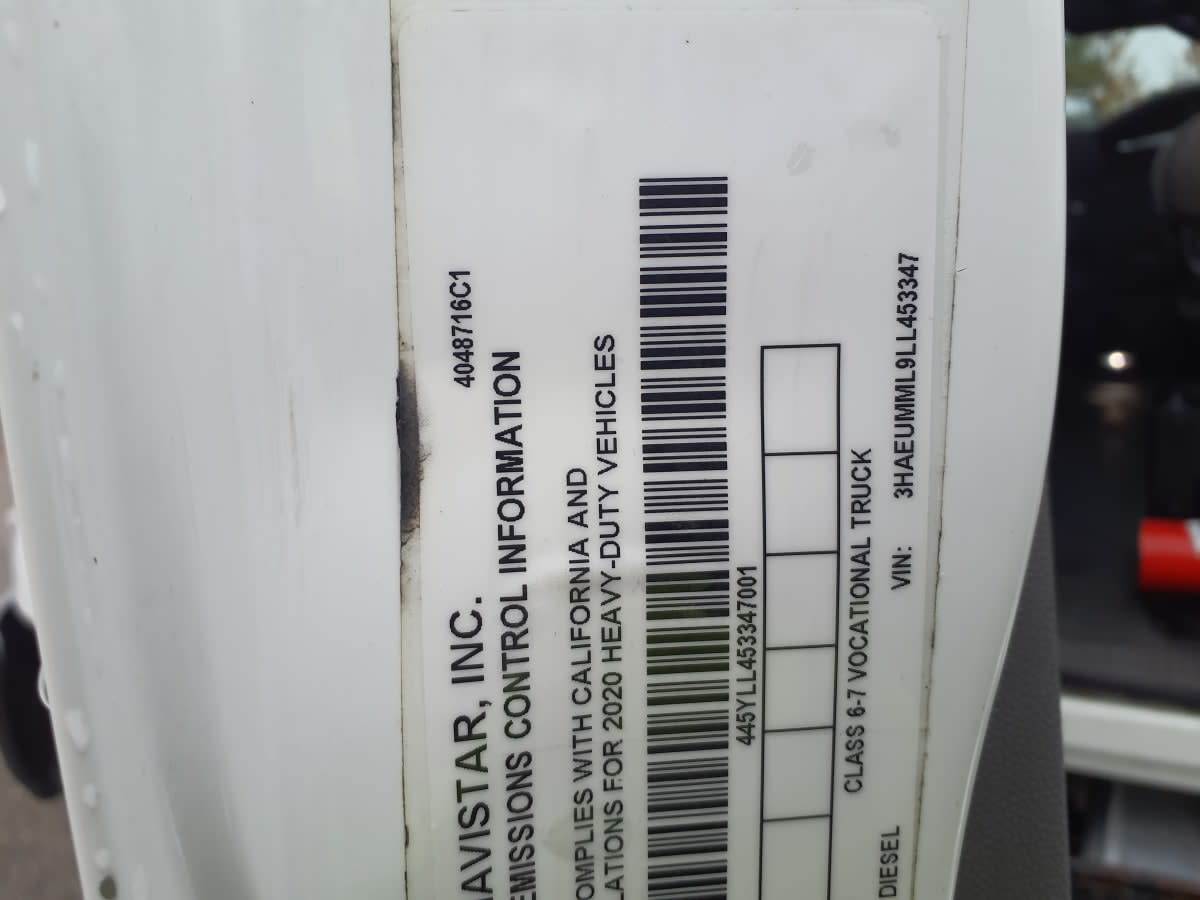 4048716C1
AVISTAR, INC.
EMISSIONS CONTROL INFORMATION
OMPLIES WITH CALIFORNIA AND
LATIONS FOR 2020 HEAVY-DUTY VEHICLES
445YLL453347001
CLASS 6-7 VOCATIONAL TRUCK
DIESEL VIN: 3HAEUMML9LL453347